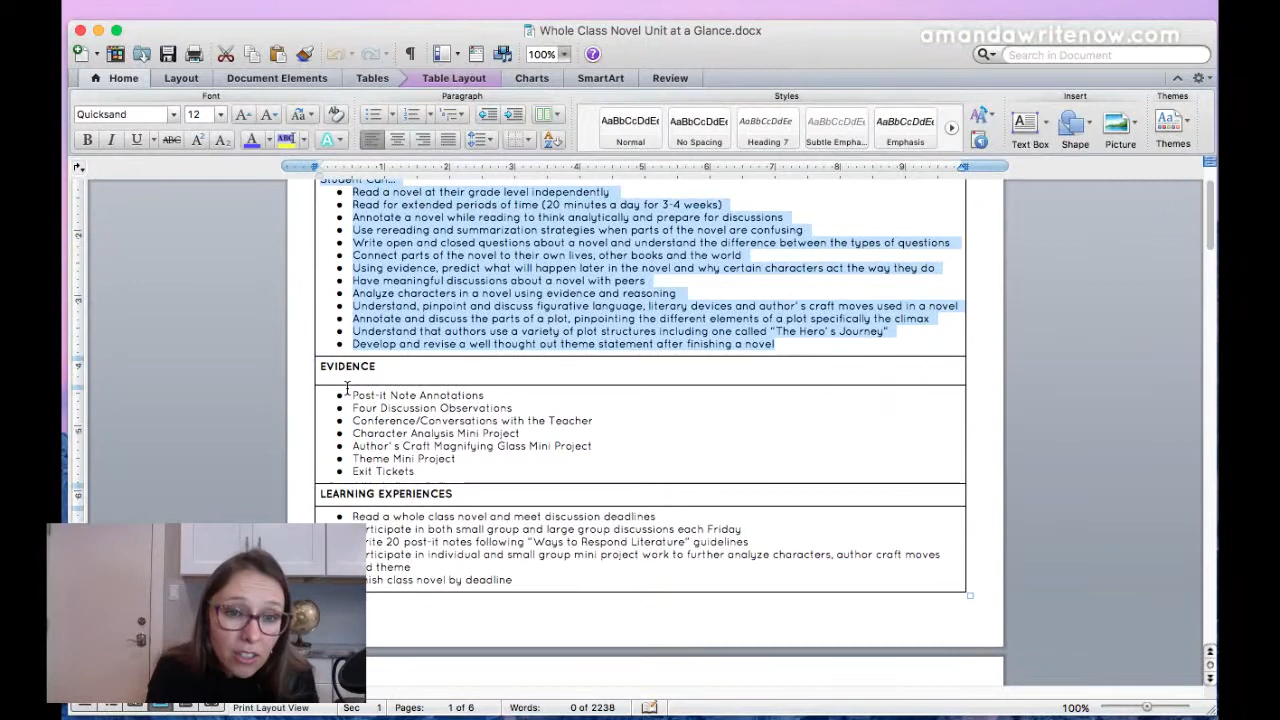 Whole Class Novel Unit at a Glance.docx
amandawritenow.com
100%
Search in Document
Home Layout Document Elements Tables Table Layout Charts SmartArt Review
Font Paragraph Styles Insert Themes
Quicksand 12
AaBbCcDdE AaBbCcDdE AaBbCcDdE AaBbCcDdE AaBbCcDdE
Normal No Spacing Heading 7 Subtle Empha... Emphasis Text Box Shape Picture Themes
Student Can...
Read a novel at their grade level independently
Read for extended periods of time (20 minutes a day for 3-4 weeks)
Annotate a novel while reading to think analytically and prepare for discussions
Use rereading and summarization strategies when parts of the novel are confusing
Write open and closed questions about a novel and understand the difference between the types of questions
Connect parts of the novel to their own lives, other books and the world
Using evidence, predict what will happen later in the novel and why certain characters act the way they do
Have meaningful discussions about a novel with peers
Analyze characters in a novel using evidence and reasoning
Understand, pinpoint and discuss figurative language, literary devices and author's craft moves used in a novel
Annotate and discuss the parts of a plot, pinpointing the different elements of a plot specifically the climax
Understand that authors use a variety of plot structures including one called "The Hero's Journey"
Develop and revise a well thought out theme statement after finishing a novel
EVIDENCE
Post-it Note Annotations
Four Discussion Observations
Conference/Conversations with the Teacher
Character Analysis Mini Project
Author's Craft Magnifying Glass Mini Project
Theme Mini Project
Exit Tickets
LEARNING EXPERIENCES
Read a whole class novel and meet discussion deadlines
rticipate in both small group and large group discussions each Friday
rite 20 post-it notes following "Ways to Respond Literature" guidelines
rticipate in individual and small group mini project work to further analyze characters, author craft moves
d theme
ish class novel by deadline
Print Layout View Sec 1 Pages: 1 of 6 Words: 0 of 2238 100%